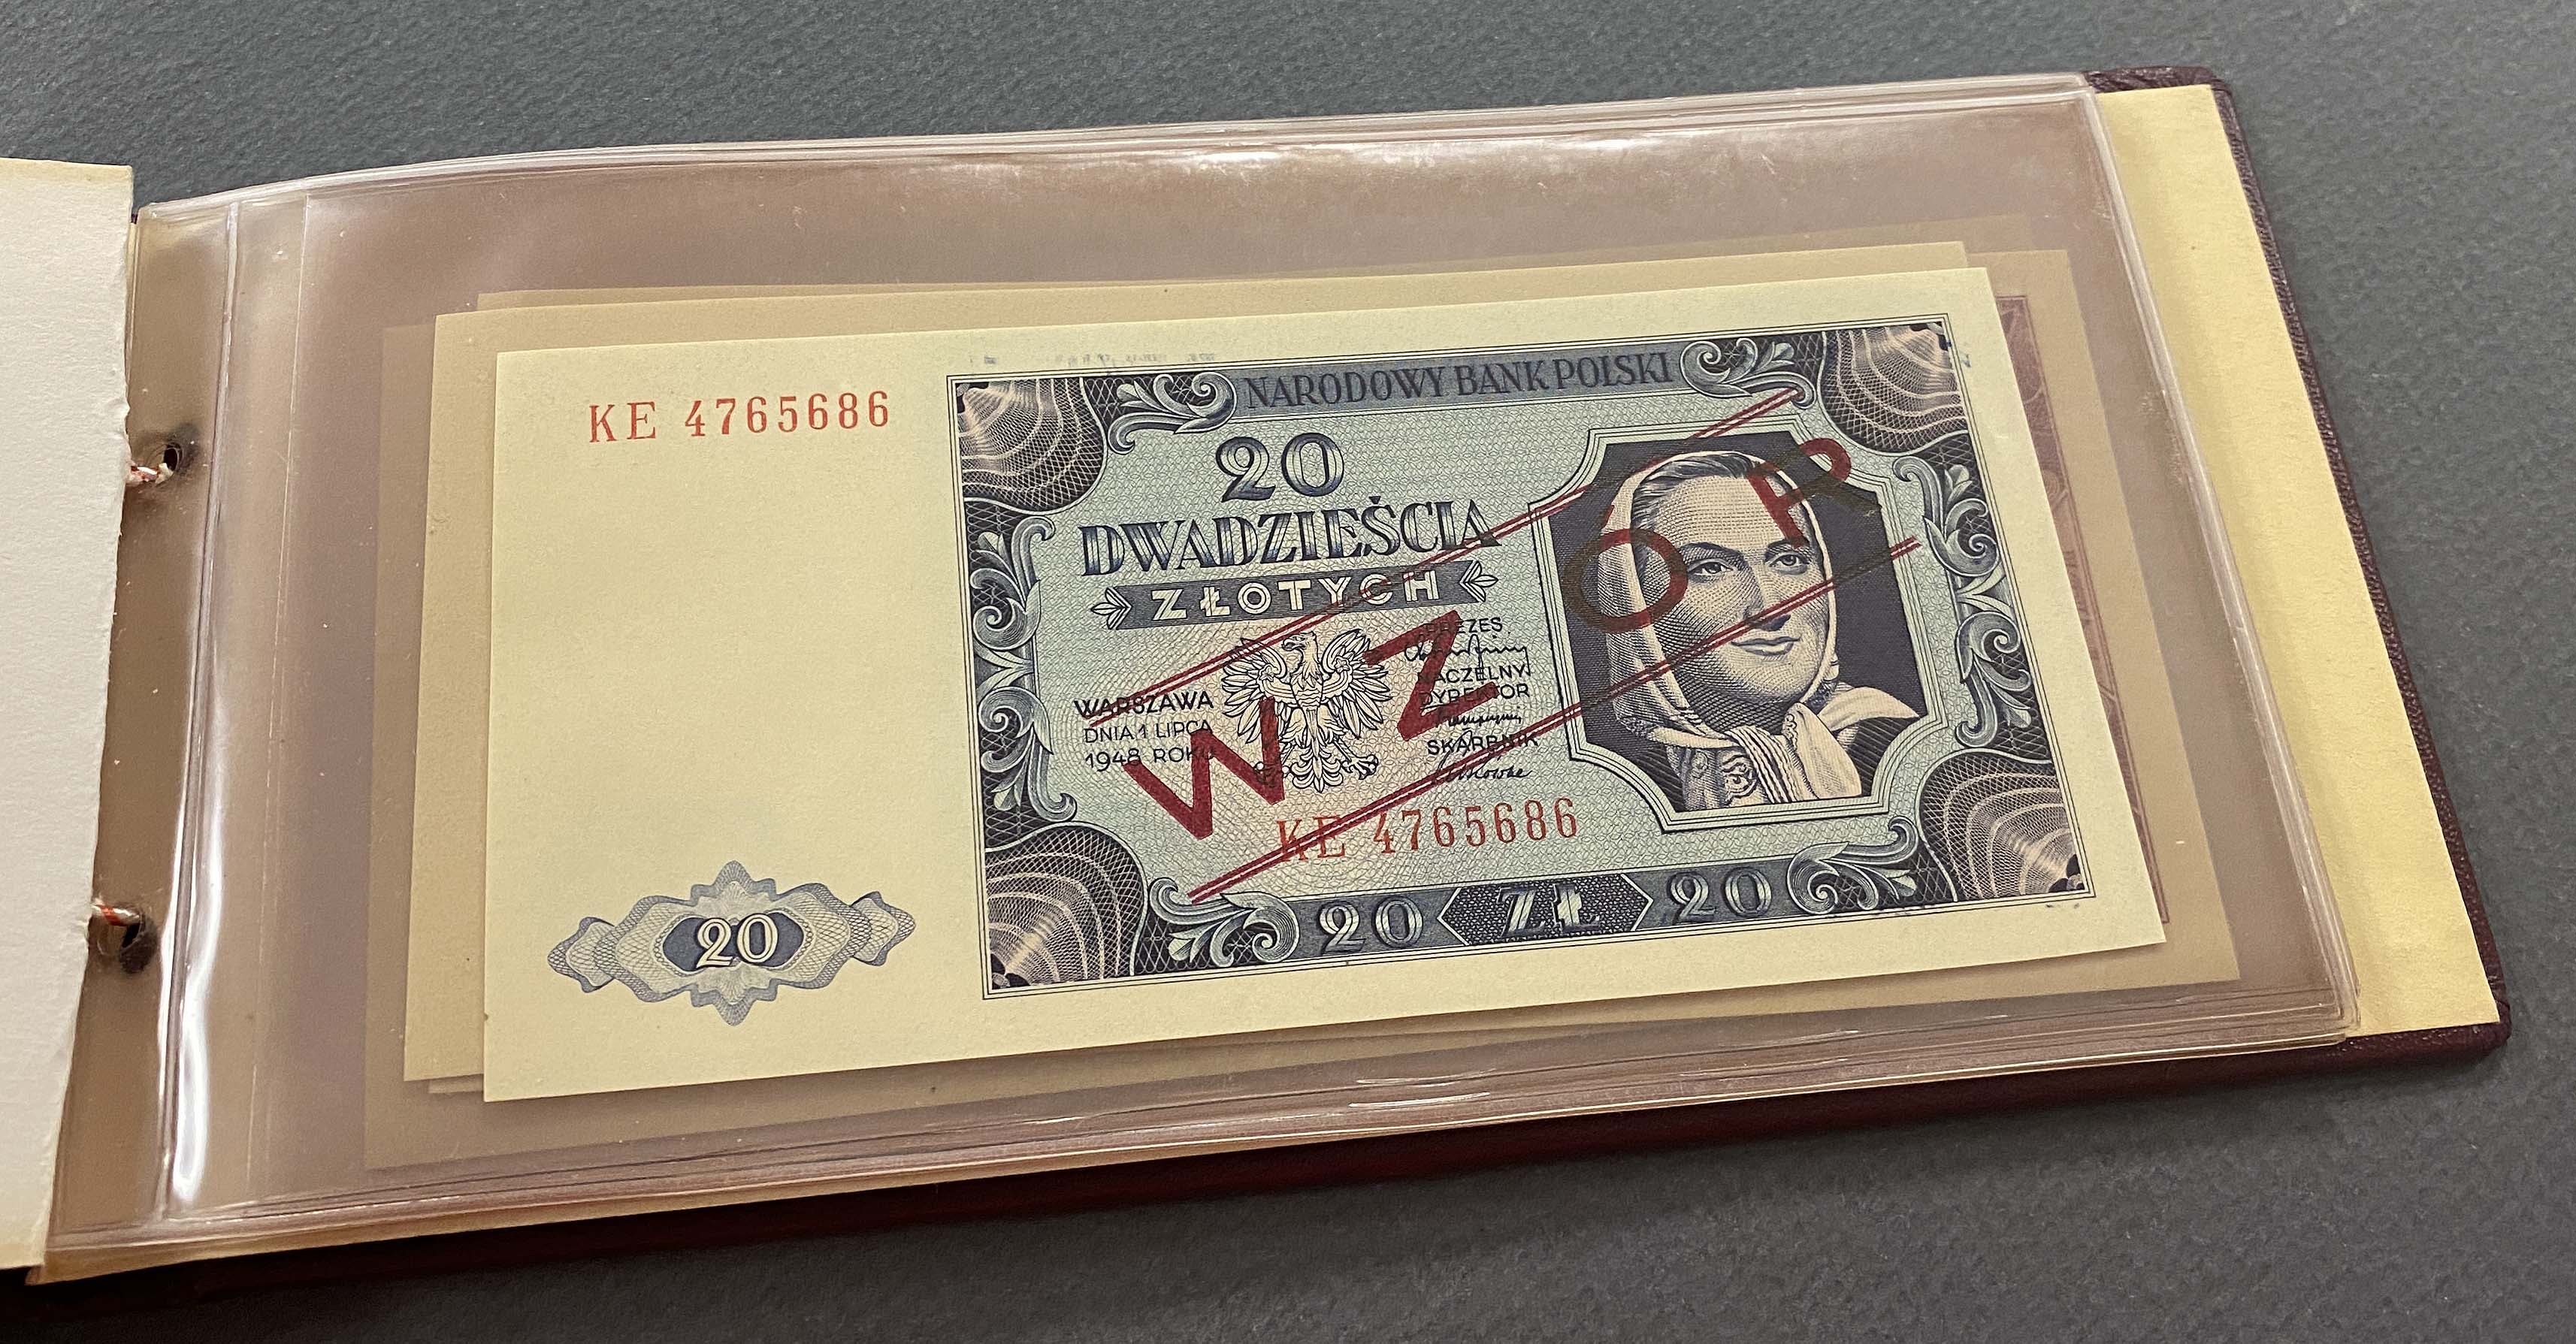 KE 4765686
20
NARODOWY BANK POLSKI
20
DWADZIEŚCIA
ZŁOTYCH
WARSZAWA
DNIA 1 LIPCA
1948 ROKU
PREZES
NACZELNY
DYREKTOR
SKARBNIK
WZÓR
KE 4765686
20 ZŁ 20